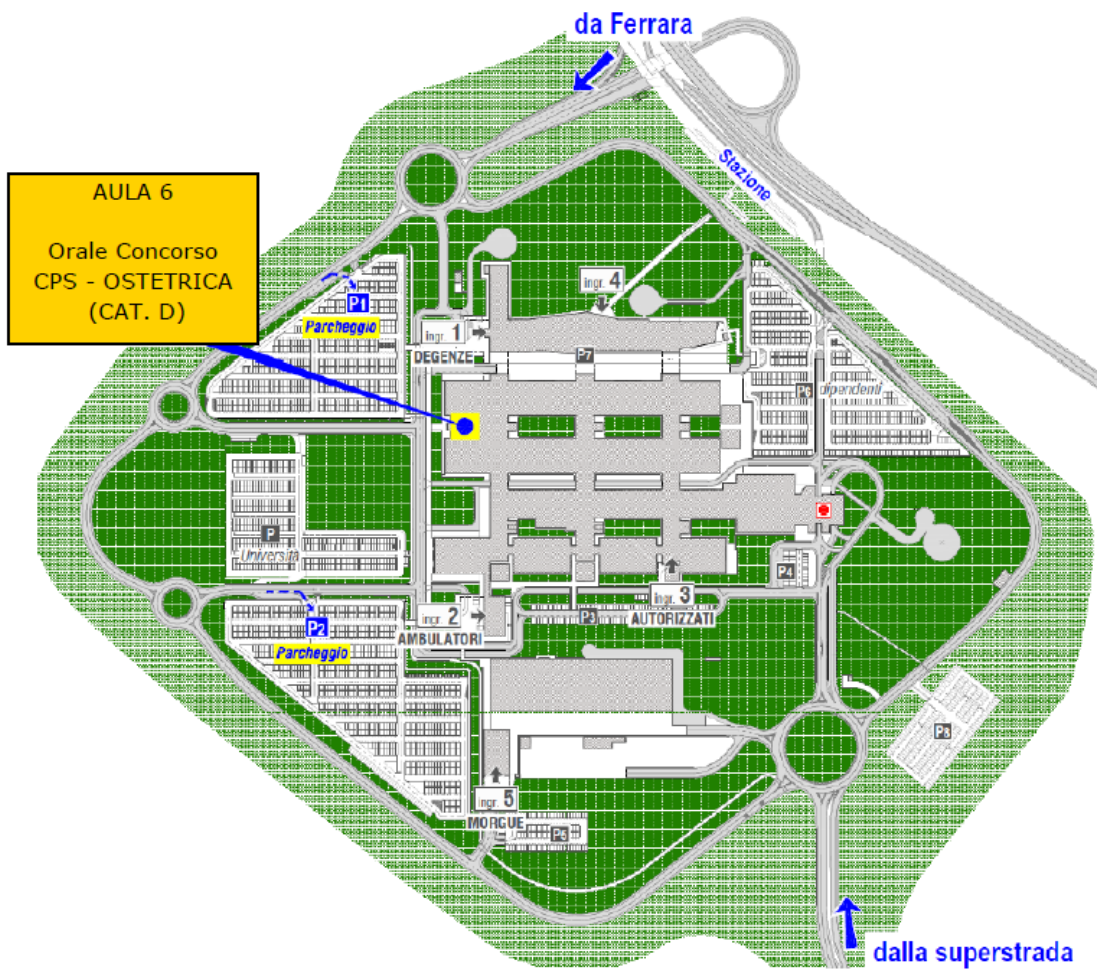 da Ferrara
Stazione
AULA 6
Orale Concorso
CPS - OSTETRICA
(CAT. D)
P1
Parcheggio
ingr. 4
ingr. 1
DEGENZE
P7
P6
dipendenti
P
Università
P4
ingr. 3
AUTORIZZATI
P3
ingr. 2
AMBULATORI
P2
Parcheggio
P8
ingr. 5
MORGUE
P5
dalla superstrada